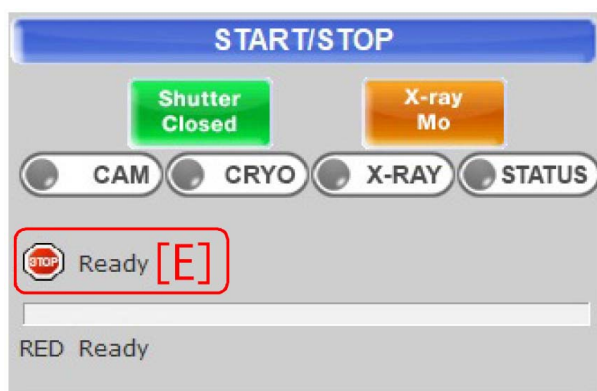 START/STOP
Shutter
Closed
X-ray
Mo
CAM CRYO X-RAY STATUS
STOP Ready [E]
RED Ready